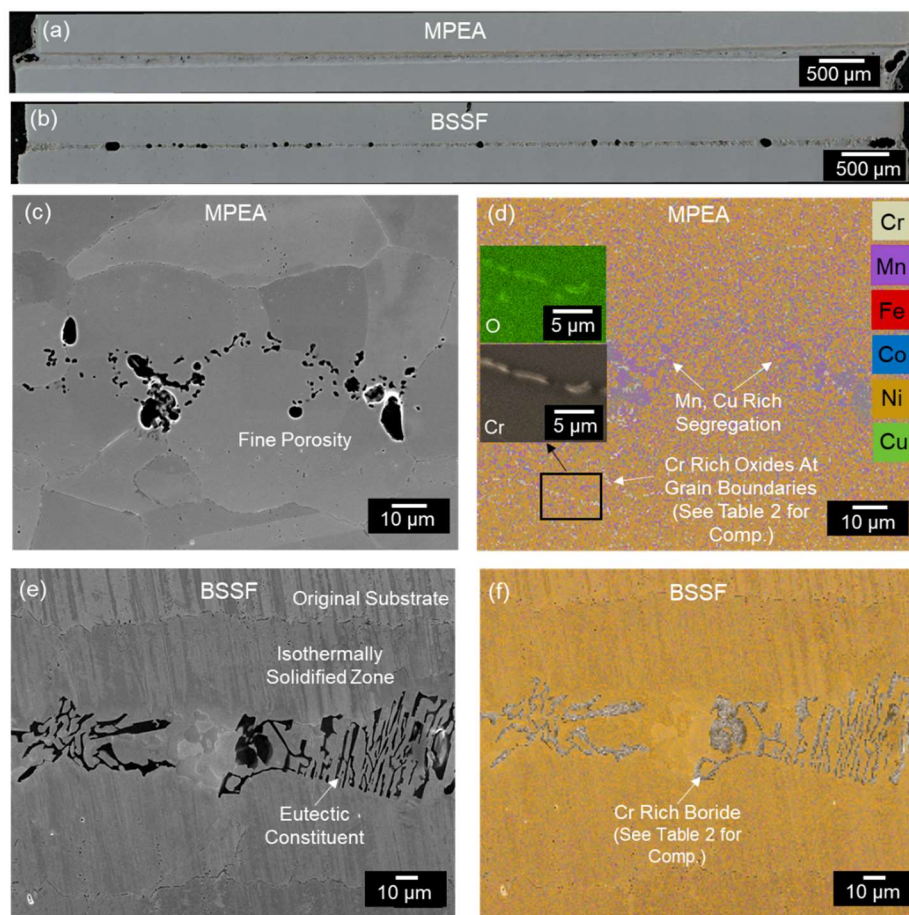 (a)
MPEA
500 µm
(b)
BSSF
500 µm
(c)
MPEA
Fine Porosity
10 µm
(d)
MPEA
Cr
Mn
Fe
Co
Ni
Cu
O
5 µm
Cr
5 µm
Mn, Cu Rich
Segregation
Cr Rich Oxides At
Grain Boundaries
(See Table 2 for
Comp.)
10 µm
(e)
BSSF
Original Substrate
Isothermally
Solidified Zone
Eutectic
Constituent
10 µm
(f)
BSSF
Cr Rich Boride
(See Table 2 for
Comp.)
10 µm